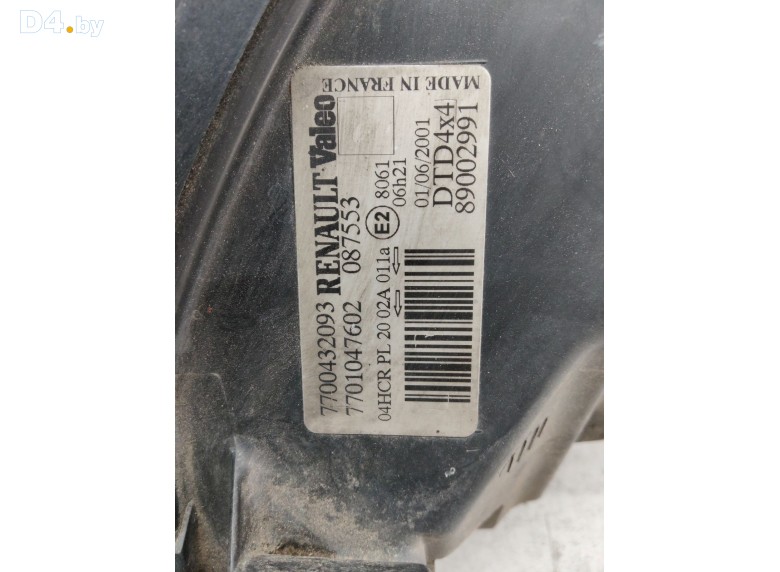 D4.by
7700432093 RENAULT Valeo MADE IN FRANCE
7701047602 087553
04HCR PL 20 02A 011a E2 8061
06h21
01/06/2001
DTD4x4
89002991